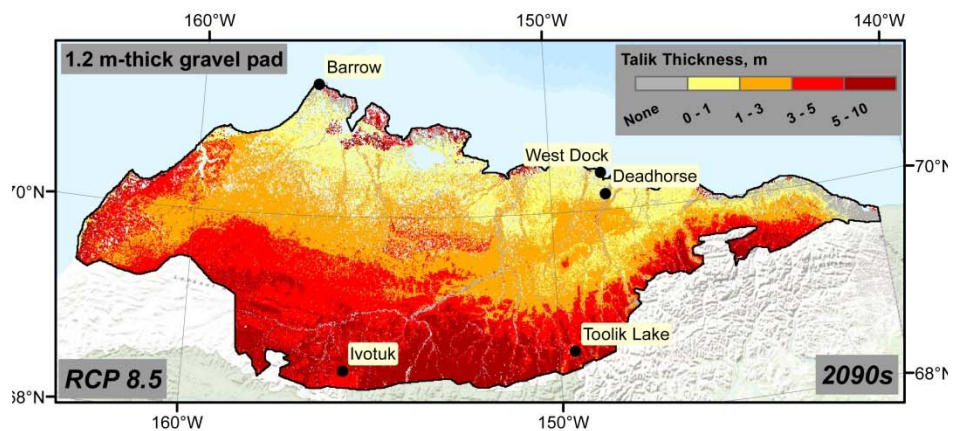 160°W
150°W
140°W
1.2 m-thick gravel pad
Talik Thickness, m
None
0 - 1
1 - 3
3 - 5
5 - 10
Barrow
West Dock
Deadhorse
70°N
70°N
Toolik Lake
Ivotuk
RCP 8.5
2090s
68°N
68°N
160°W
150°W